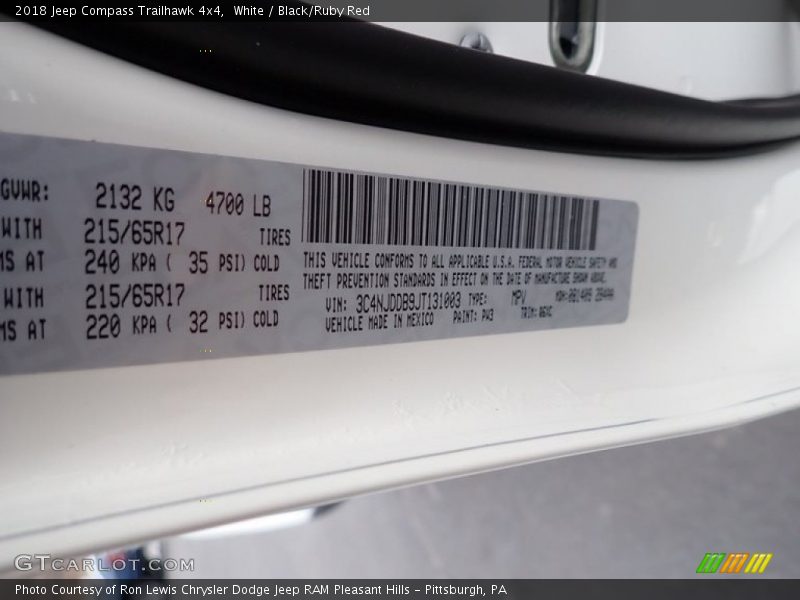 2018 Jeep Compass Trailhawk 4x4,  White / Black/Ruby Red
GVWR: 2132 KG 4700 LB
WITH 215/65R17 TIRES
MS AT 240 KPA ( 35 PSI) COLD
WITH 215/65R17 TIRES
MS AT 220 KPA ( 32 PSI) COLD
THIS VEHICLE CONFORMS TO ALL APPLICABLE U.S.A. FEDERAL MOTOR VEHICLE SAFETY AND
THEFT PREVENTION STANDARDS IN EFFECT ON THE DATE OF MANUFACTURE SHOWN ABOVE.
VIN: 3C4NJDDB9JT131003 TYPE: MPV MDH:
VEHICLE MADE IN MEXICO PAINT: PW3 TRIM:
GTCARLOT.COM
Photo Courtesy of Ron Lewis Chrysler Dodge Jeep RAM Pleasant Hills – Pittsburgh, PA